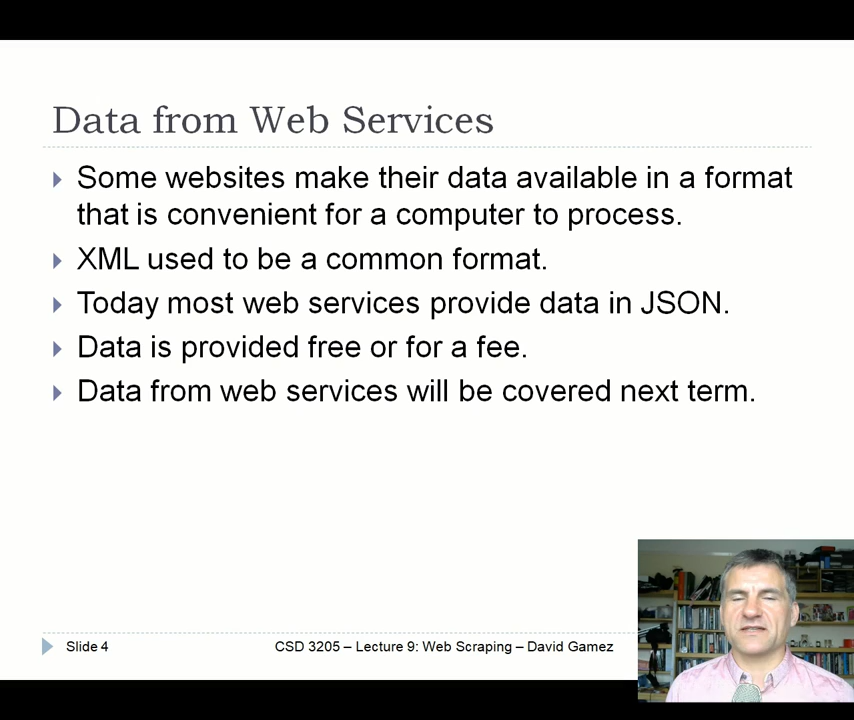 Data from Web Services
Some websites make their data available in a format
that is convenient for a computer to process.
XML used to be a common format.
Today most web services provide data in JSON.
Data is provided free or for a fee.
Data from web services will be covered next term.
Slide 4
CSD 3205 – Lecture 9: Web Scraping – David Gamez